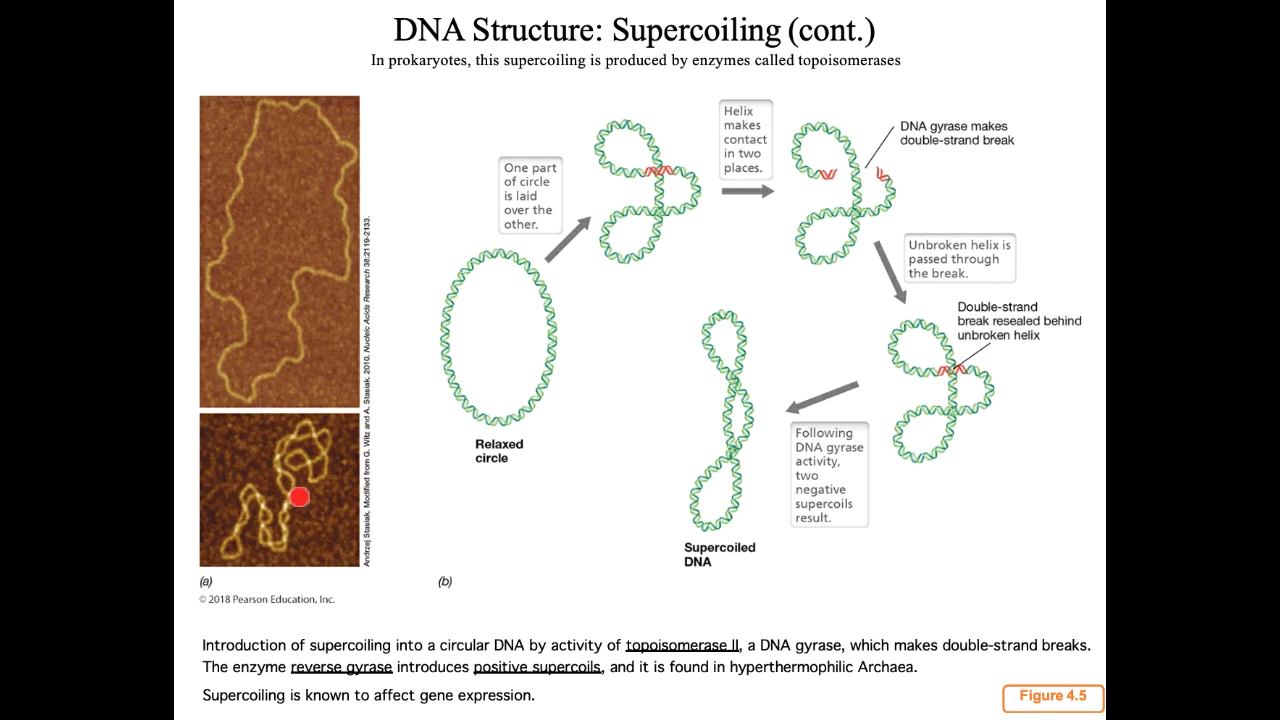 DNA Structure: Supercoiling (cont.)
In prokaryotes, this supercoiling is produced by enzymes called topoisomerases
Andrzej Stasiak. Modified from G. Witz and A. Stasiak. 2010. Nucleic Acids Research 38:2119-2133.
One part
of circle
is laid
over the
other.
Helix
makes
contact
in two
places.
DNA gyrase makes
double-strand break
Unbroken helix is
passed through
the break.
Double-strand
break resealed behind
unbroken helix
Following
DNA gyrase
activity,
two
negative
supercoils
result.
Relaxed
circle
Supercoiled
DNA
(a)
(b)
© 2018 Pearson Education, Inc.
Introduction of supercoiling into a circular DNA by activity of topoisomerase II, a DNA gyrase, which makes double-strand breaks.
The enzyme reverse gyrase introduces positive supercoils, and it is found in hyperthermophilic Archaea.
Supercoiling is known to affect gene expression.
Figure 4.5